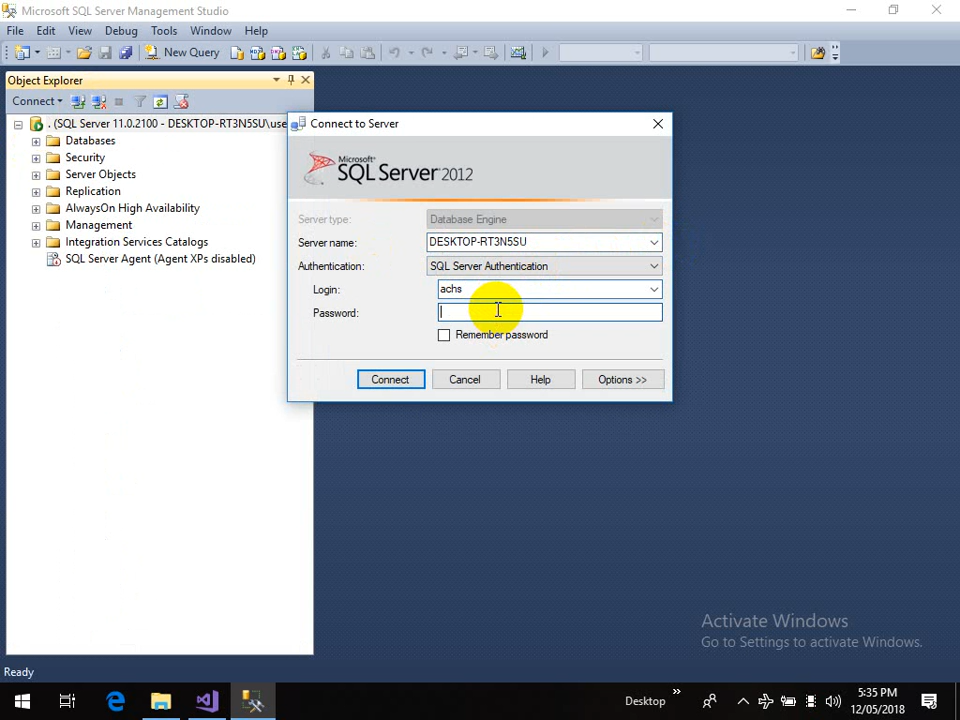 Microsoft SQL Server Management Studio
File Edit View Debug Tools Window Help
New Query
Object Explorer
Connect
. (SQL Server 11.0.2100 - DESKTOP-RT3N5SU\use
Databases
Security
Server Objects
Replication
AlwaysOn High Availability
Management
Integration Services Catalogs
SQL Server Agent (Agent XPs disabled)
Connect to Server
Microsoft®
SQL Server® 2012
Server type: Database Engine
Server name: DESKTOP-RT3N5SU
Authentication: SQL Server Authentication
Login: achs
Password:
Remember password
Connect Cancel Help Options >>
Activate Windows
Go to Settings to activate Windows.
Ready
Desktop
5:35 PM
12/05/2018